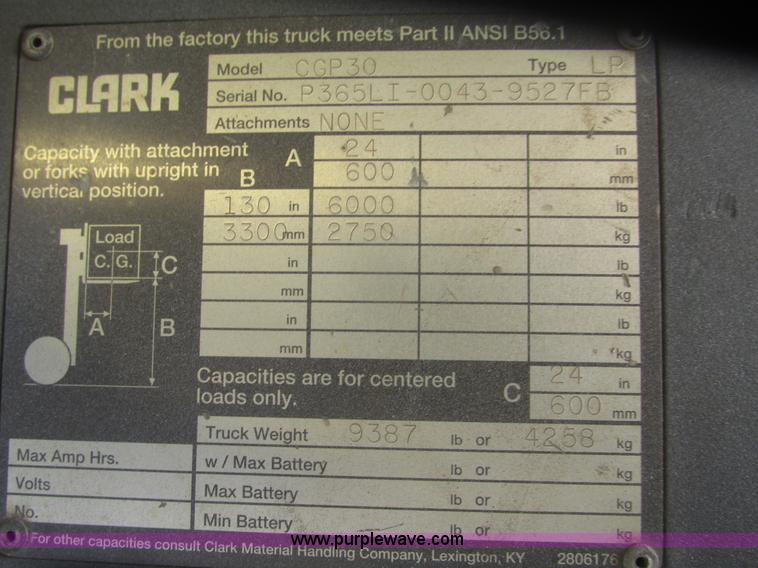 From the factory this truck meets Part II ANSI B56.1
CLARK
Model CGP30 Type LP
Serial No. P365LI-0043-9527FB
Attachments NONE
Capacity with attachment
or forks with upright in
vertical position.
A 24 in
600 mm
B
130 in 6000 lb
3300 mm 2750 kg
in lb
mm kg
in lb
mm kg
Load
C. G.
C
A
B
Capacities are for centered
loads only.
C 24 in
600 mm
Truck Weight 9387 lb or 4258 kg
w / Max Battery lb or kg
Max Battery lb or kg
Min Battery lb or kg
Max Amp Hrs.
Volts
No.
www.purplewave.com
For other capacities consult Clark Material Handling Company, Lexington, KY 2806176